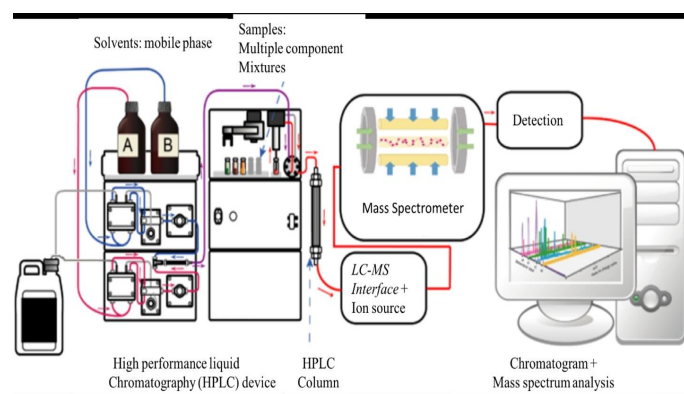 Solvents: mobile phase
Samples:
Multiple component
Mixtures
A
B
Mass Spectrometer
Detection
LC-MS
Interface +
Ion source
High performance liquid
Chromatography (HPLC) device
HPLC
Column
Chromatogram +
Mass spectrum analysis